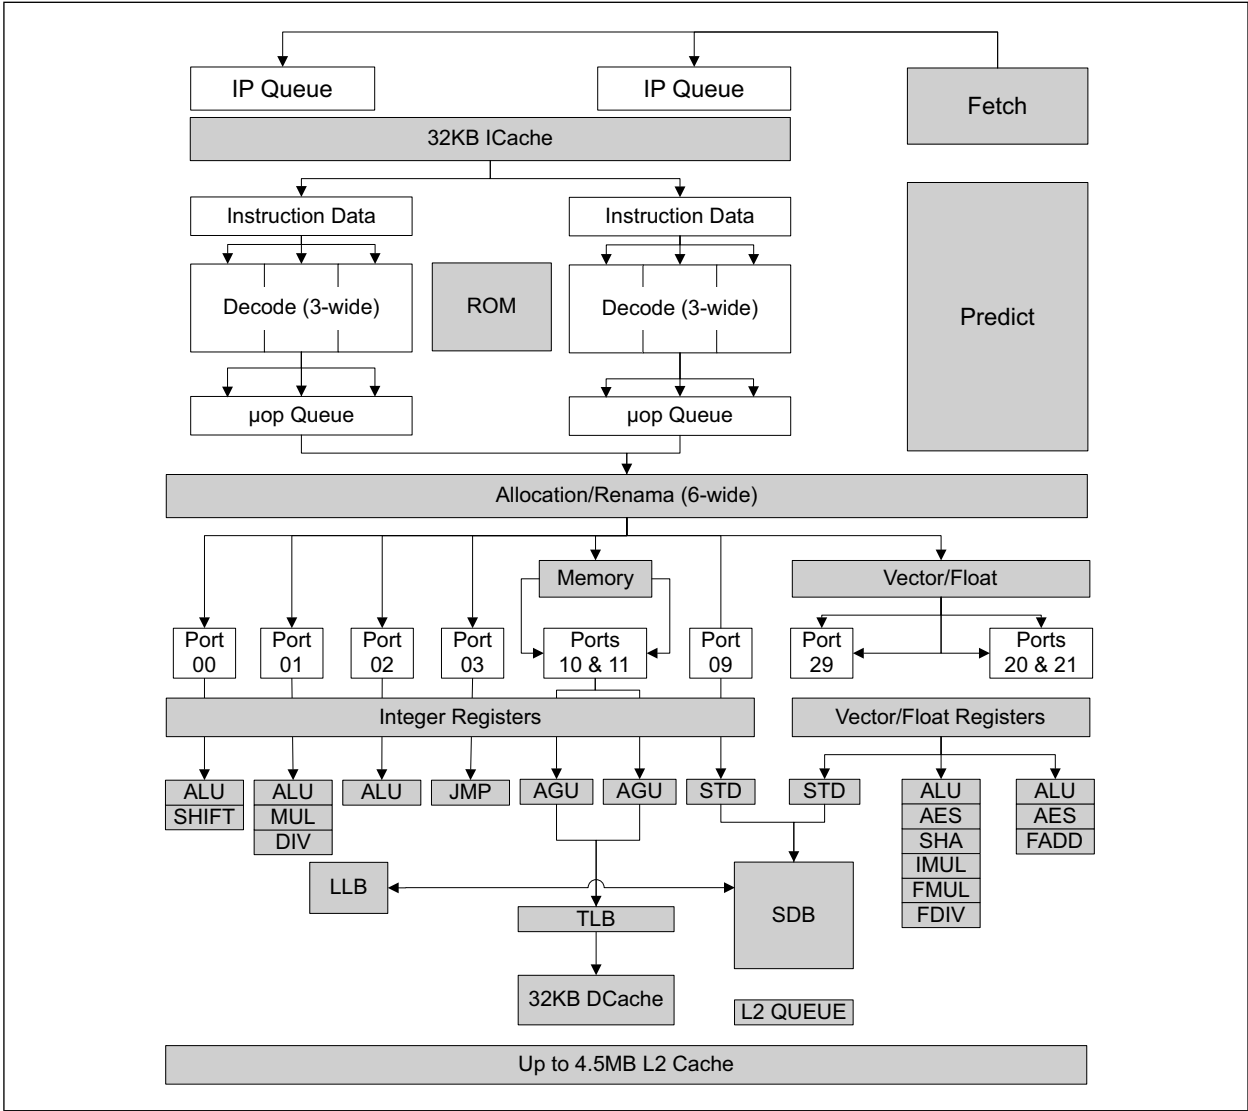 IP Queue
IP Queue
Fetch
32KB ICache
Instruction Data
Instruction Data
Decode (3-wide)
ROM
Decode (3-wide)
Predict
µop Queue
µop Queue
Allocation/Renama (6-wide)
Memory
Vector/Float
Port
00
Port
01
Port
02
Port
03
Ports
10 & 11
Port
09
Port
29
Ports
20 & 21
Integer Registers
Vector/Float Registers
ALU
SHIFT
ALU
MUL
DIV
ALU
JMP
AGU
AGU
STD
STD
ALU
AES
SHA
IMUL
FMUL
FDIV
ALU
AES
FADD
LLB
TLB
SDB
32KB DCache
L2 QUEUE
Up to 4.5MB L2 Cache